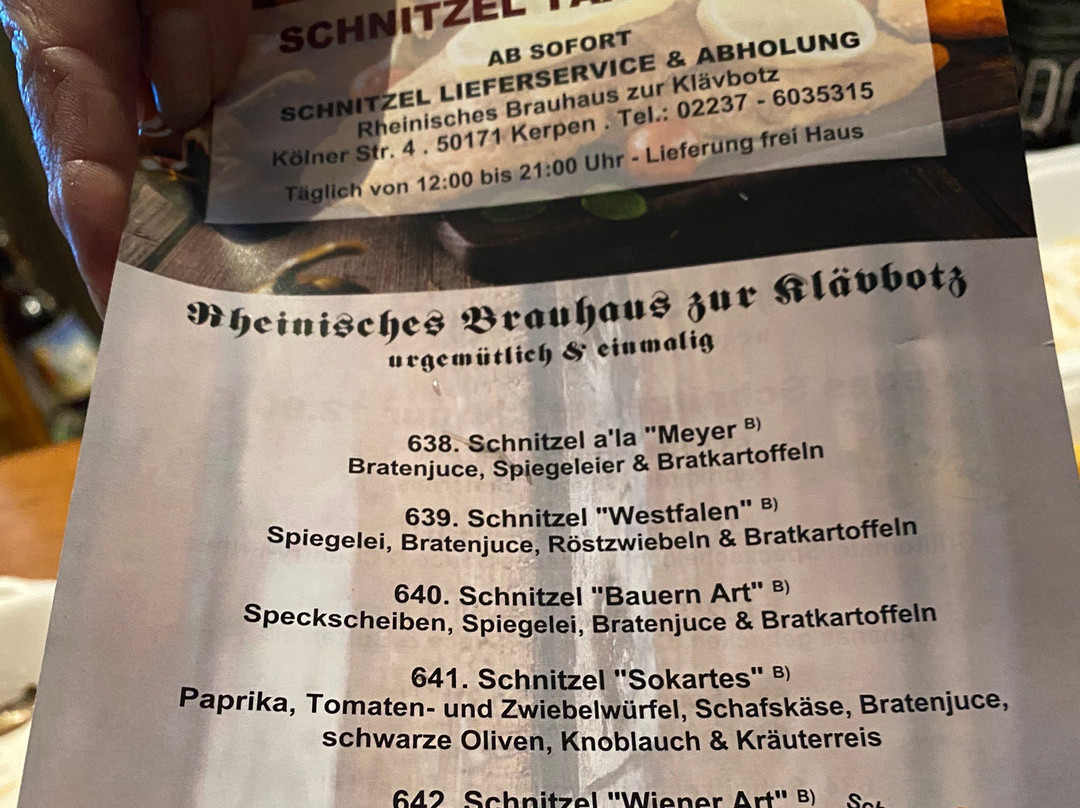 SCHNITZEL
AB SOFORT
SCHNITZEL LIEFERSERVICE & ABHOLUNG
Rheinisches Brauhaus zur Klävbotz
Kölner Str. 4 . 50171 Kerpen . Tel.: 02237 - 6035315
Täglich von 12:00 bis 21:00 Uhr - Lieferung frei Haus
Rheinisches Brauhaus zur Klävbotz
urgemütlich & einmalig
638. Schnitzel a'la "Meyer B)
Bratenjuce, Spiegeleier & Bratkartoffeln
639. Schnitzel "Westfalen" B)
Spiegelei, Bratenjuce, Röstzwiebeln & Bratkartoffeln
640. Schnitzel "Bauern Art" B)
Speckscheiben, Spiegelei, Bratenjuce & Bratkartoffeln
641. Schnitzel "Sokartes" B)
Paprika, Tomaten- und Zwiebelwürfel, Schafskäse, Bratenjuce,
schwarze Oliven, Knoblauch & Kräuterreis
642. Schnitzel "Wiener Art" B)